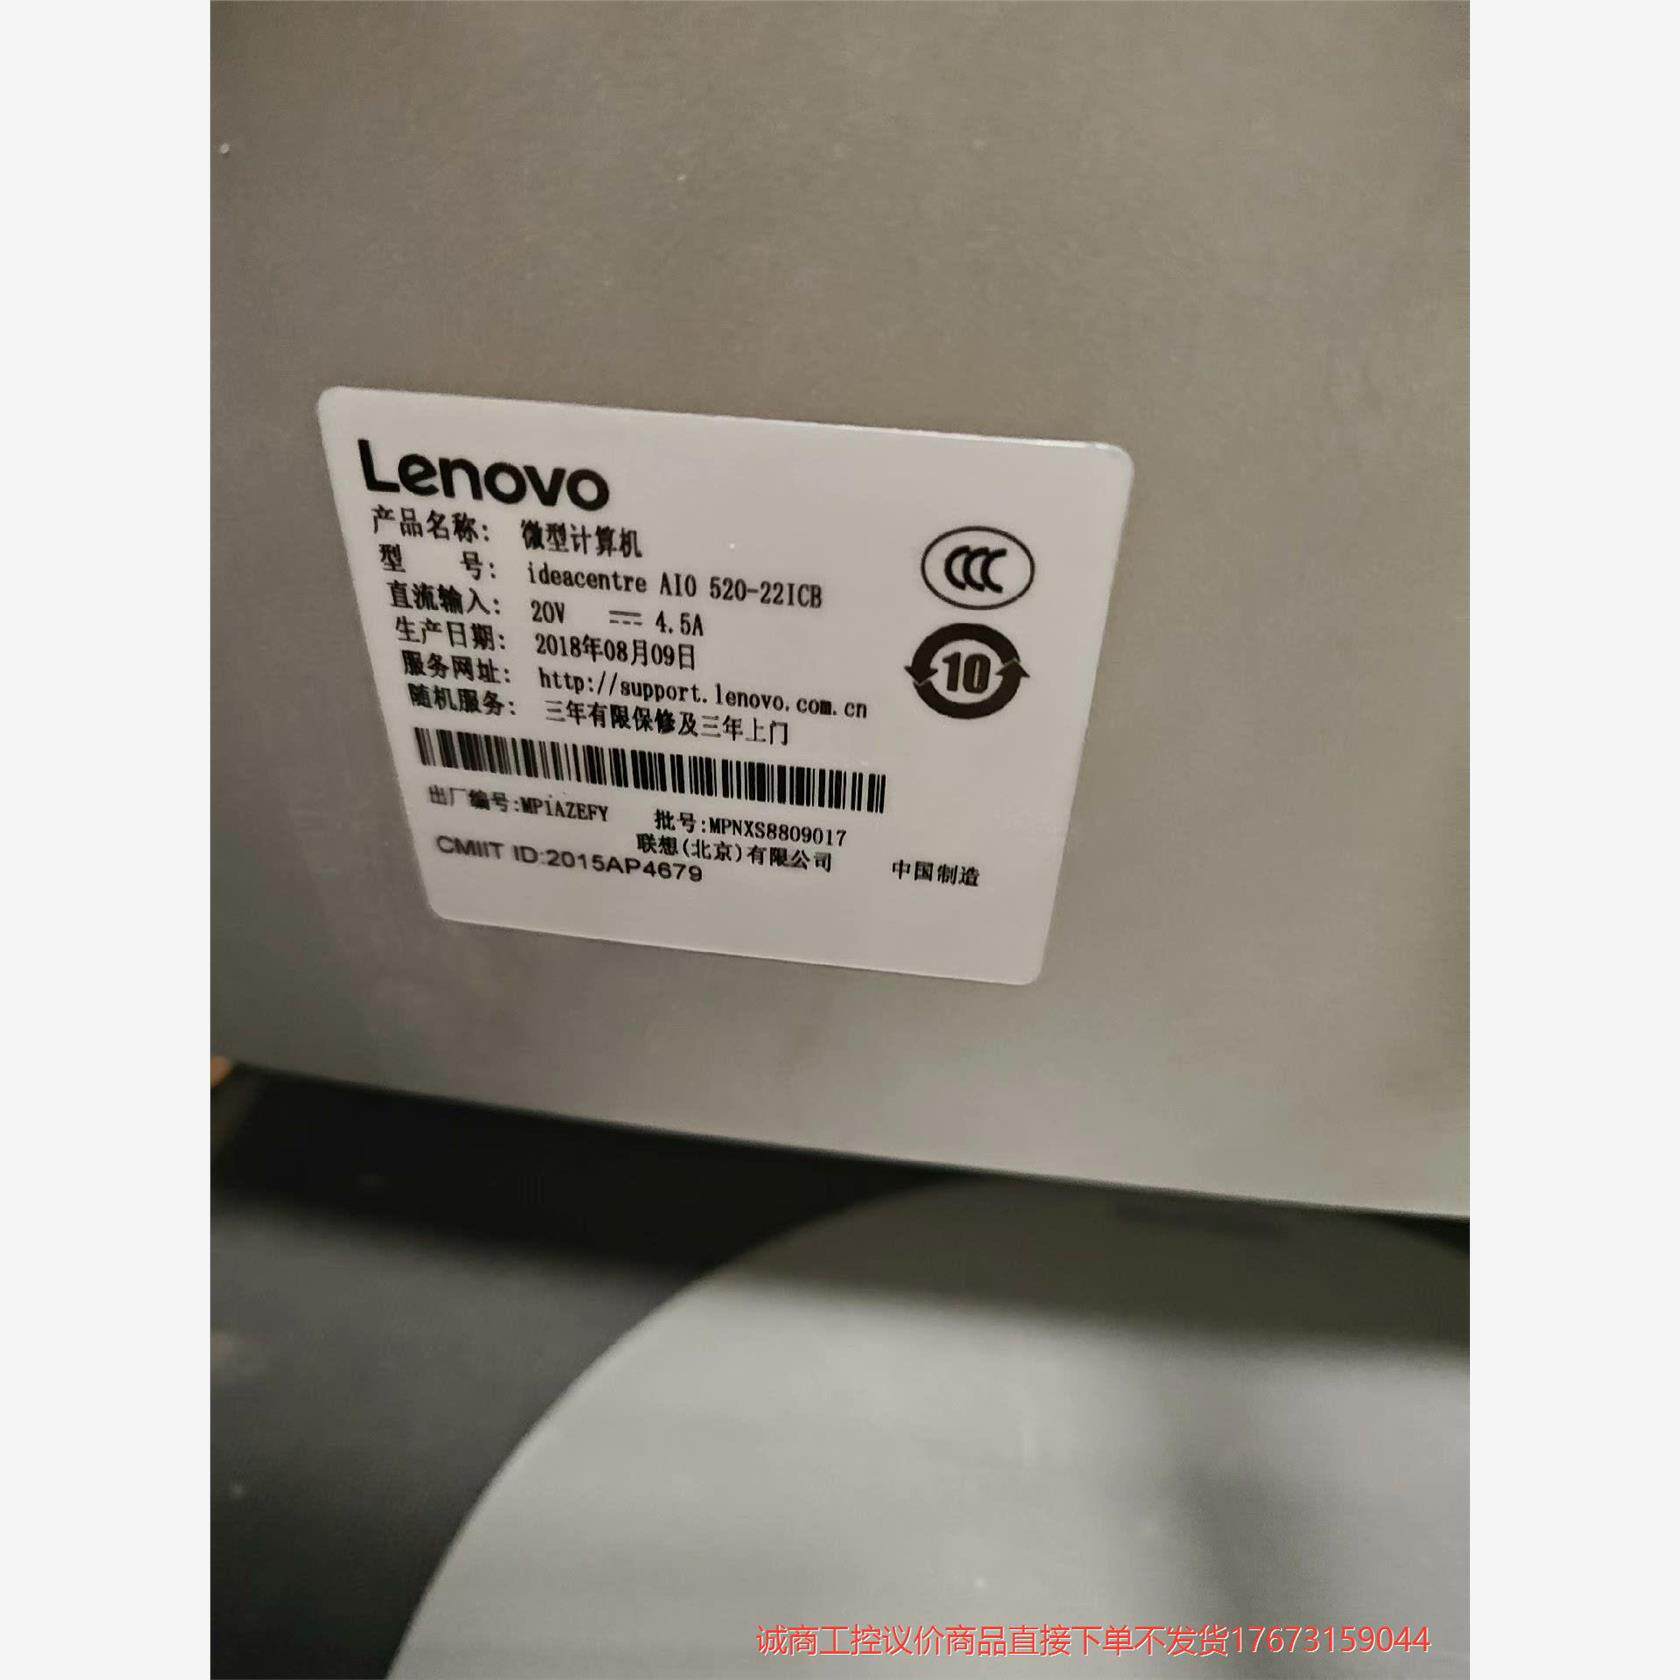 Lenovo
产品名称: 微型计算机
型 号: ideacentre AIO 520-22ICB
直流输入: 20V 4.5A
生产日期: 2018年08月09日
服务网址: http://support.lenovo.com.cn
随机服务: 三年有限保修及三年上门
CCC
10
出厂编号:MP1AZEFY 批号:MPNXS8809017
联想(北京)有限公司 中国制造
CMIIT ID:2015AP4679
诚商工控议价商品直接下单不发货17673159044